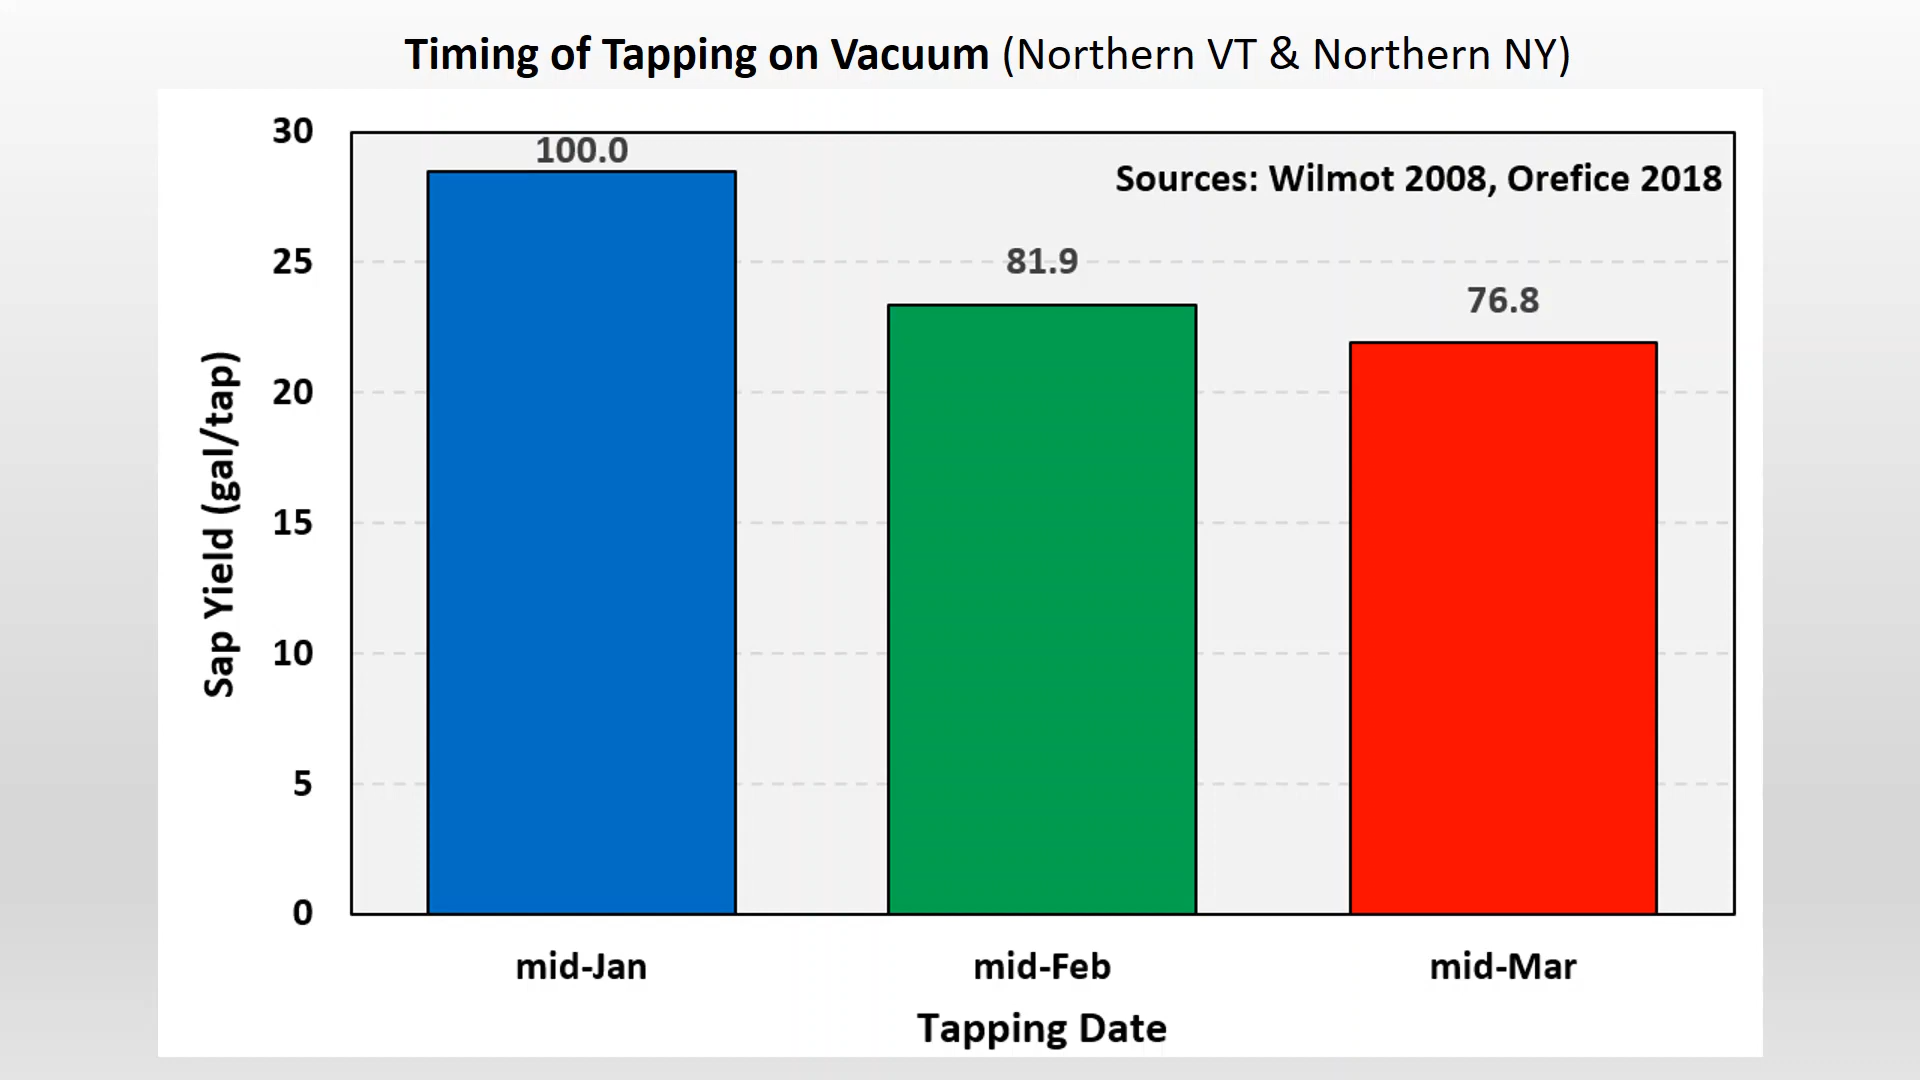 Timing of Tapping on Vacuum (Northern VT & Northern NY)
30
100.0
Sources: Wilmot 2008, Orefice 2018
25
81.9
76.8
20
15
10
5
0
Sap Yield (gal/tap)
mid-Jan
mid-Feb
mid-Mar
Tapping Date